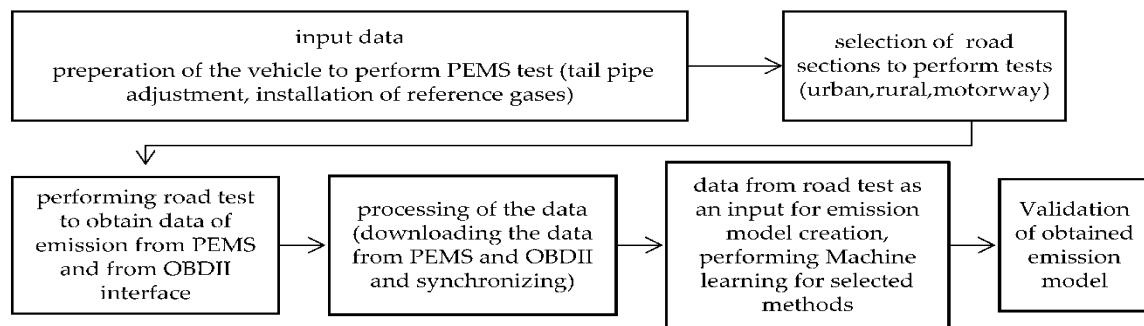 input data
preperation of the vehicle to perform PEMS test (tail pipe
adjustment, installation of reference gases)
selection of road
sections to perform tests
(urban,rural,motorway)
performing road test
to obtain data of
emission from PEMS
and from OBDII
interface
processing of the data
(downloading the data
from PEMS and OBDII
and synchronizing)
data from road test as
an input for emission
model creation,
performing Machine
learning for selected
methods
Validation
of obtained
emission
model